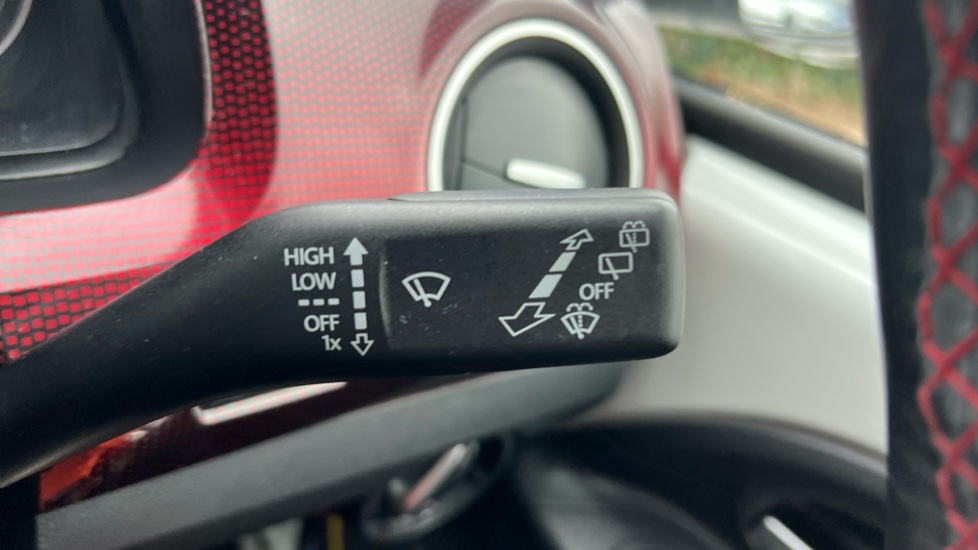 HIGH
LOW
---
OFF
1x
OFF